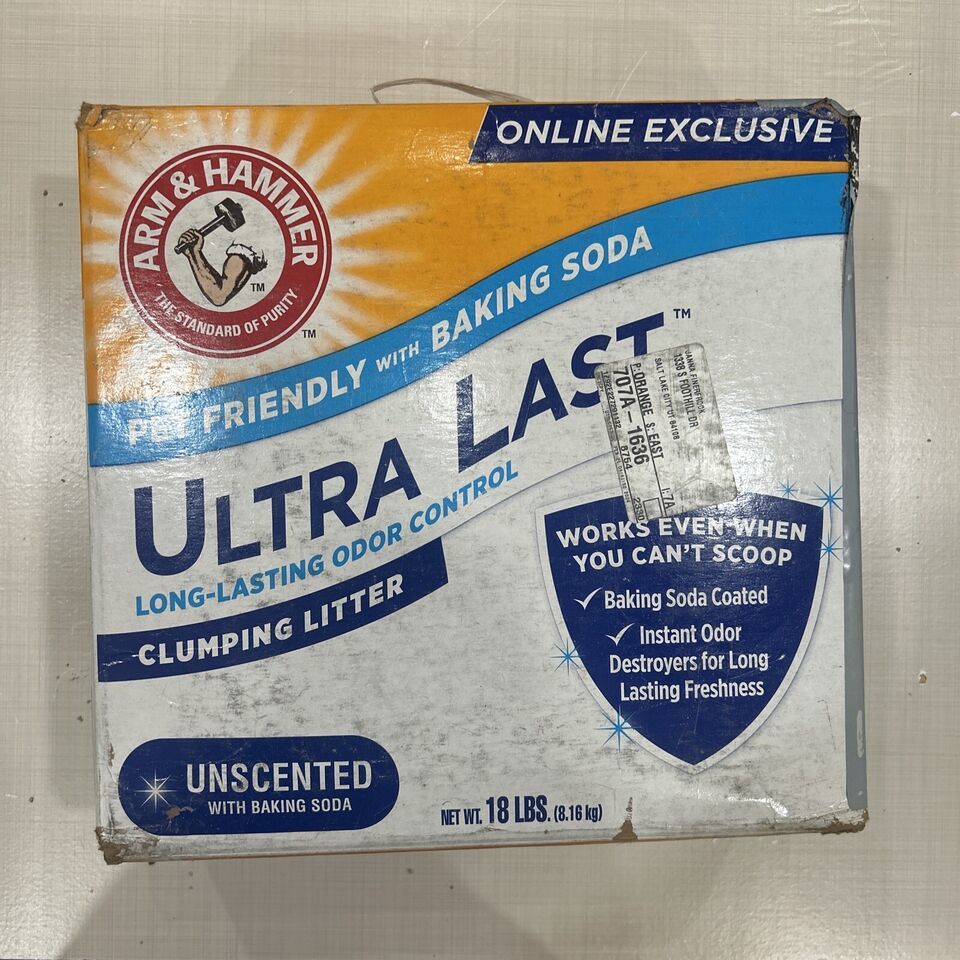 ONLINE EXCLUSIVE
ARM & HAMMER
THE STANDARD OF PURITY
TM
TM
PET FRIENDLY WITH BAKING SODA
ULTRA LAST™
LONG-LASTING ODOR CONTROL
CLUMPING LITTER
1338 S FOOTHILL DR
SALT LAKE CITY UT 84108
P: ORANGE S: EAST
707A-1636
8754
WORKS EVEN WHEN
YOU CAN'T SCOOP
✓ Baking Soda Coated
✓ Instant Odor
Destroyers for Long
Lasting Freshness
UNSCENTED
WITH BAKING SODA
NET WT. 18 LBS. (8.16 kg)